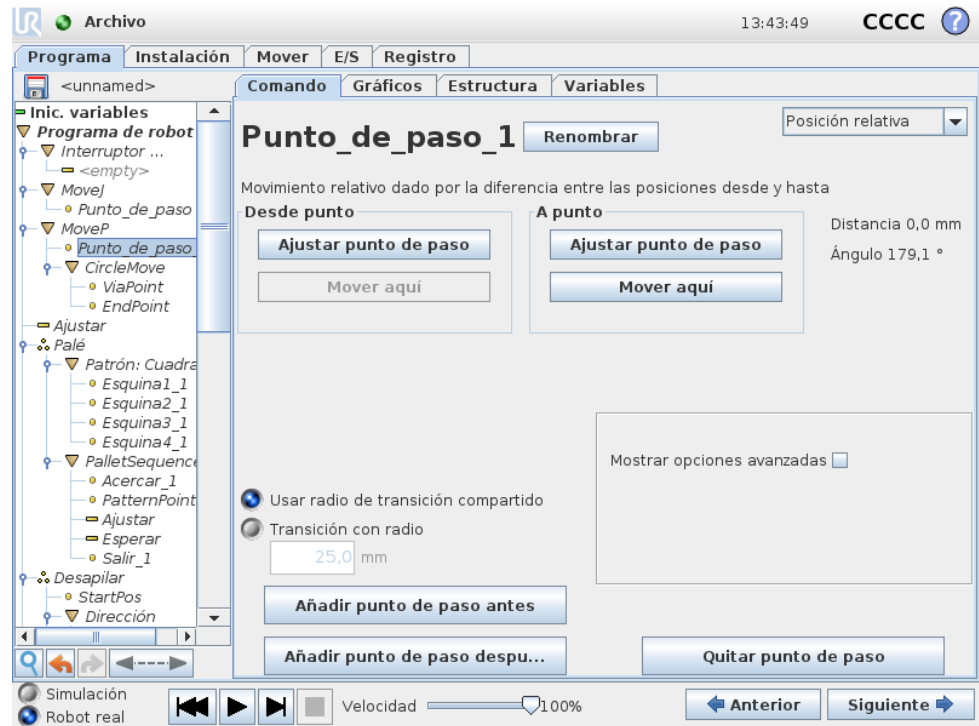 UR Archivo 13:43:49 CCCC ?
Programa Instalación Mover E/S Registro
<unnamed> Comando Gráficos Estructura Variables
Inic. variables
Programa de robot
Interruptor ...
<empty>
MoveJ
Punto_de_paso
MoveP
Punto_de_paso_
CircleMove
ViaPoint
EndPoint
Ajustar
Palé
Patrón: Cuadra
Esquina1_1
Esquina2_1
Esquina3_1
Esquina4_1
PalletSequence
Acercar_1
PatternPoint
Ajustar
Esperar
Salir_1
Desapilar
StartPos
Dirección
Punto_de_paso_1 Renombrar Posición relativa
Movimiento relativo dado por la diferencia entre las posiciones desde y hasta
Desde punto
Ajustar punto de paso
Mover aquí
A punto
Ajustar punto de paso
Mover aquí
Distancia 0,0 mm
Ángulo 179,1 °
Mostrar opciones avanzadas
Usar radio de transición compartido
Transición con radio
25,0 mm
Añadir punto de paso antes
Añadir punto de paso despu... Quitar punto de paso
Simulación
Robot real
Velocidad 100% Anterior Siguiente